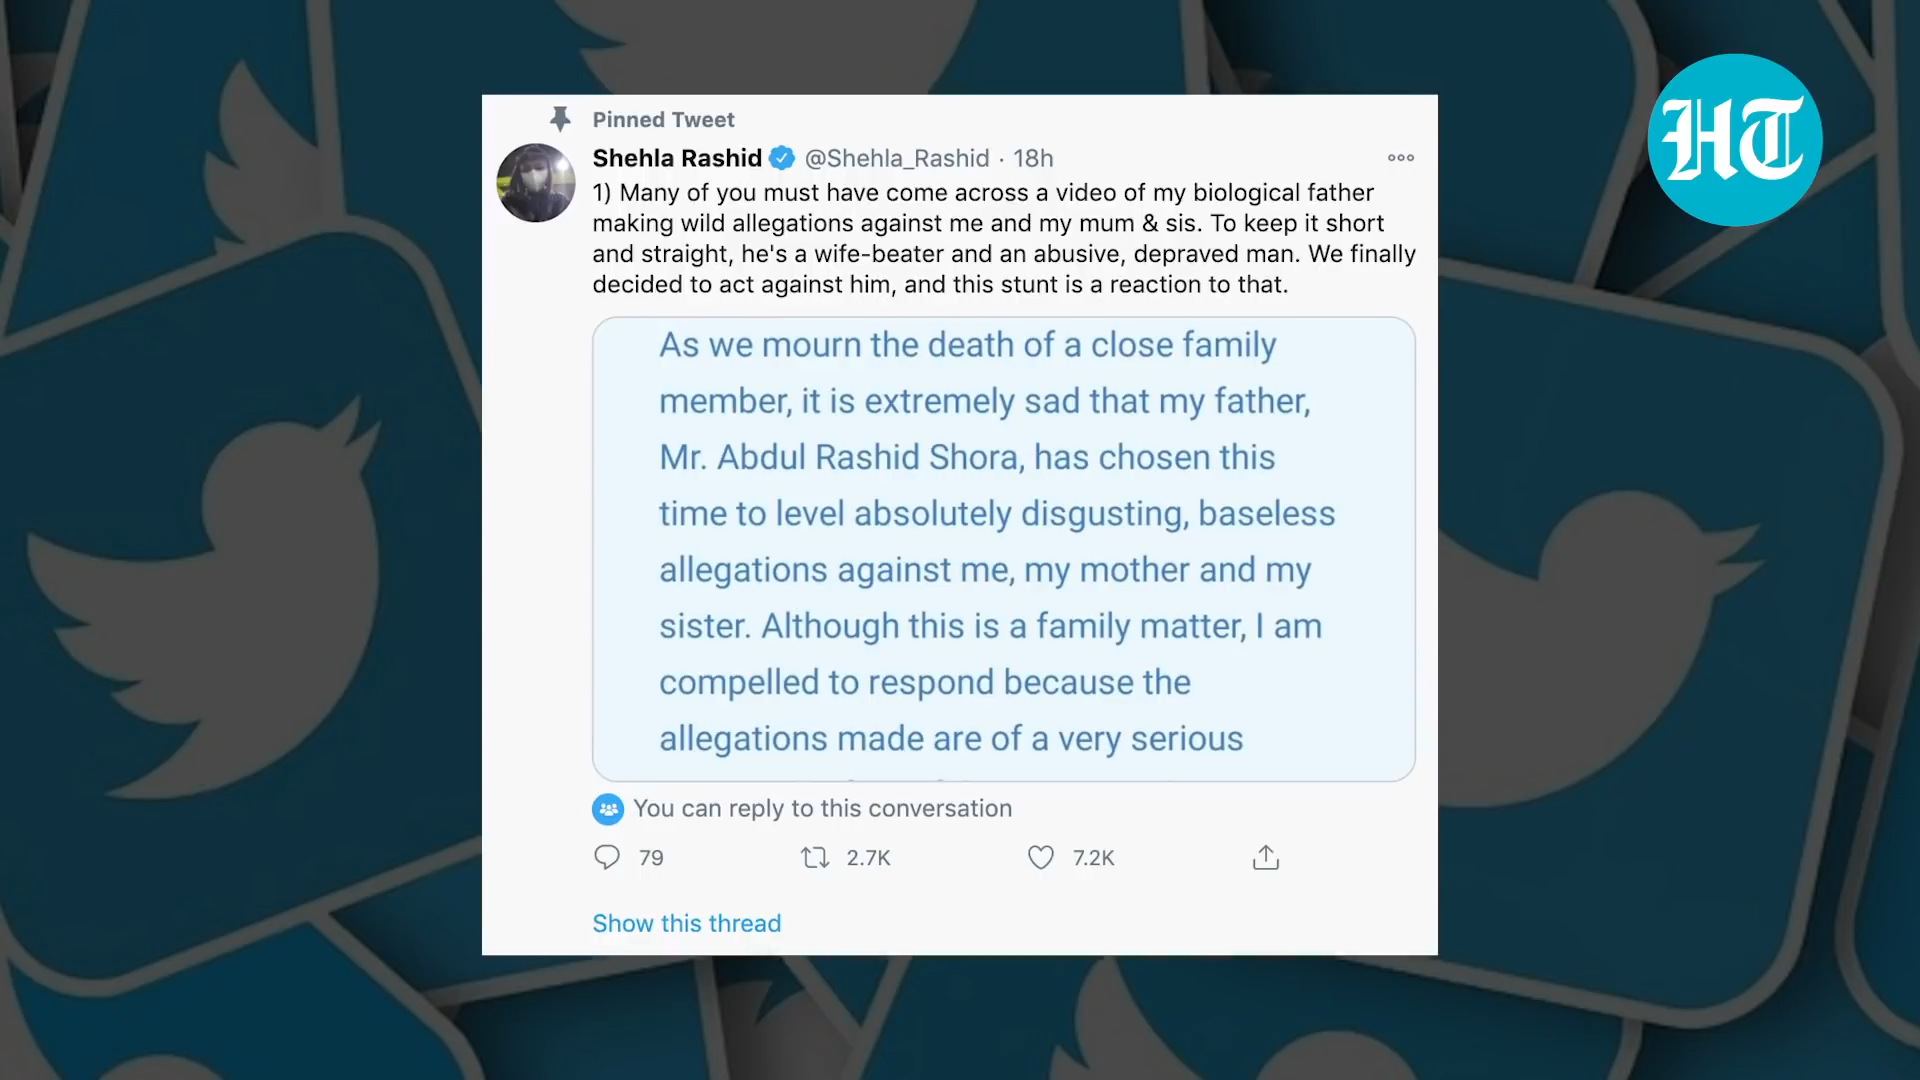 HT
Pinned Tweet
Shehla Rashid @Shehla_Rashid · 18h
1) Many of you must have come across a video of my biological father
making wild allegations against me and my mum & sis. To keep it short
and straight, he's a wife-beater and an abusive, depraved man. We finally
decided to act against him, and this stunt is a reaction to that.
As we mourn the death of a close family
member, it is extremely sad that my father,
Mr. Abdul Rashid Shora, has chosen this
time to level absolutely disgusting, baseless
allegations against me, my mother and my
sister. Although this is a family matter, I am
compelled to respond because the
allegations made are of a very serious
You can reply to this conversation
79 2.7K 7.2K
Show this thread